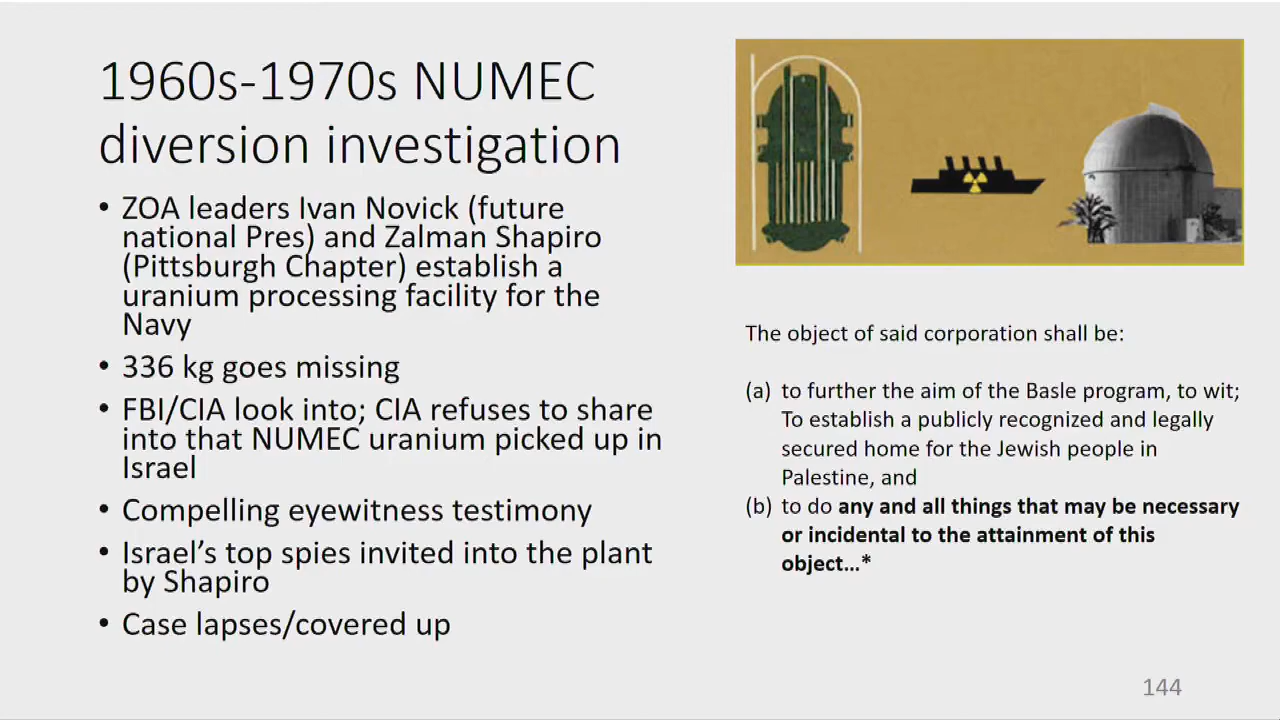 1960s-1970s NUMEC
diversion investigation
• ZOA leaders Ivan Novick (future
national Pres) and Zalman Shapiro
(Pittsburgh Chapter) establish a
uranium processing facility for the
Navy
• 336 kg goes missing
• FBI/CIA look into; CIA refuses to share
into that NUMEC uranium picked up in
Israel
• Compelling eyewitness testimony
• Israel’s top spies invited into the plant
by Shapiro
• Case lapses/covered up
The object of said corporation shall be:
(a) to further the aim of the Basle program, to wit;
To establish a publicly recognized and legally
secured home for the Jewish people in
Palestine, and
(b) to do any and all things that may be necessary
or incidental to the attainment of this
object…*
144